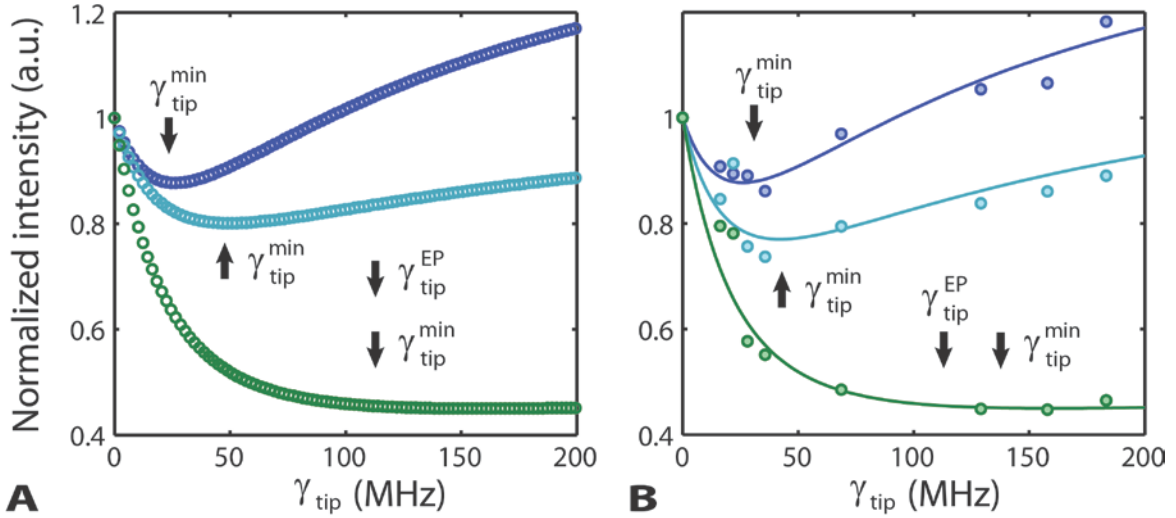 Normalized intensity (a.u.)
1.2
1
0.8
0.6
0.4
γ tip min
γ tip min
γ tip EP
γ tip min
0 50 100 150 200
γ tip (MHz)
A
1.2
1
0.8
0.6
0.4
γ tip min
γ tip min
γ tip EP
γ tip min
0 50 100 150 200
γ tip (MHz)
B